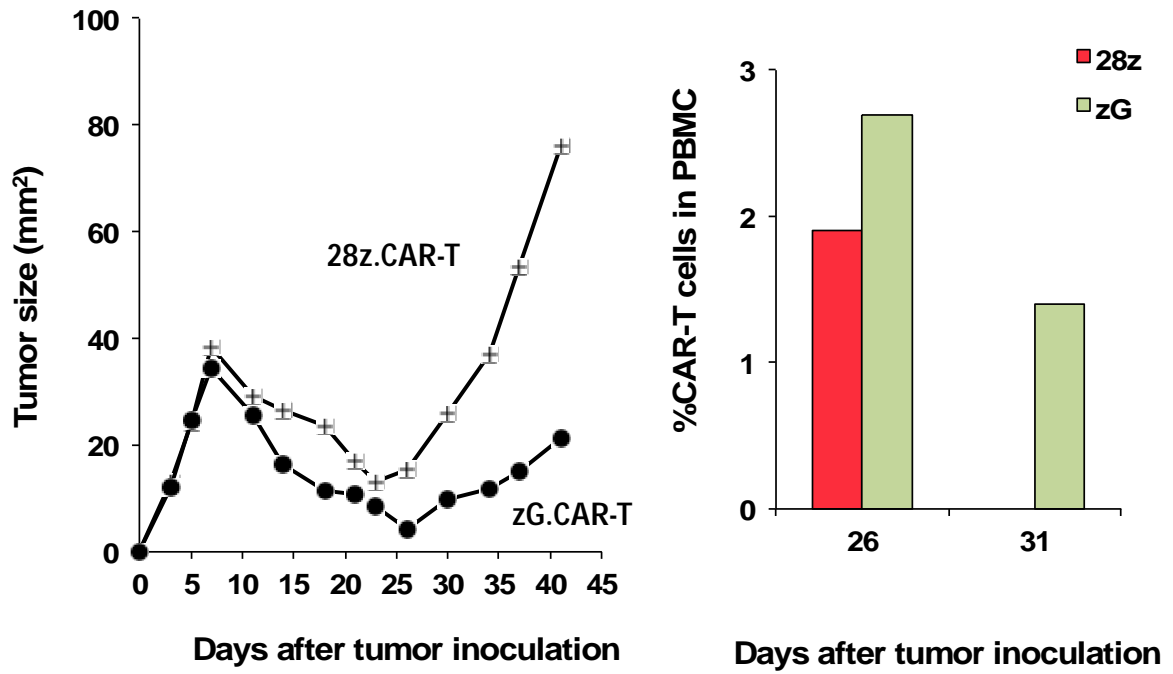 100
80
60
40
20
0
Tumor size (mm²)
28z.CAR-T
zG.CAR-T
0 5 10 15 20 25 30 35 40 45
Days after tumor inoculation
28z
zG
3
2
1
0
%CAR-T cells in PBMC
26 31
Days after tumor inoculation